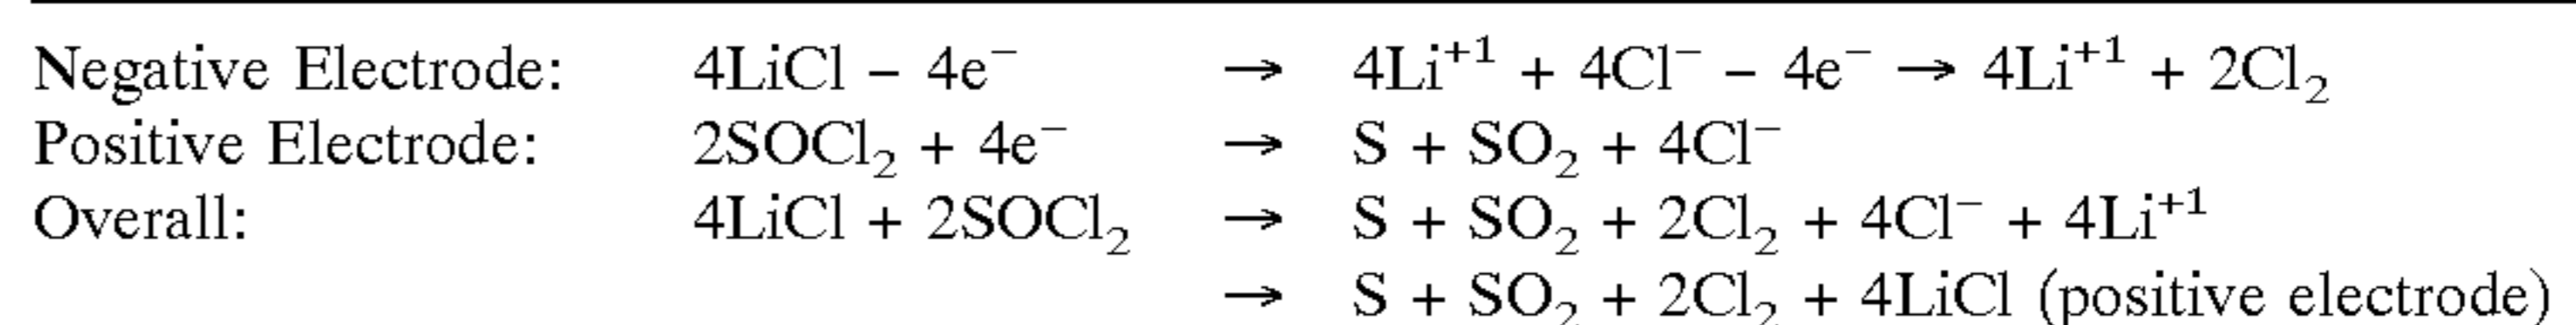 Negative Electrode: 4LiCl – 4e⁻ → 4Li⁺¹ + 4Cl⁻ – 4e⁻ → 4Li⁺¹ + 2Cl₂
Positive Electrode: 2SOCl₂ + 4e⁻ → S + SO₂ + 4Cl⁻
Overall: 4LiCl + 2SOCl₂ → S + SO₂ + 2Cl₂ + 4Cl⁻ + 4Li⁺¹
→ S + SO₂ + 2Cl₂ + 4LiCl (positive electrode)